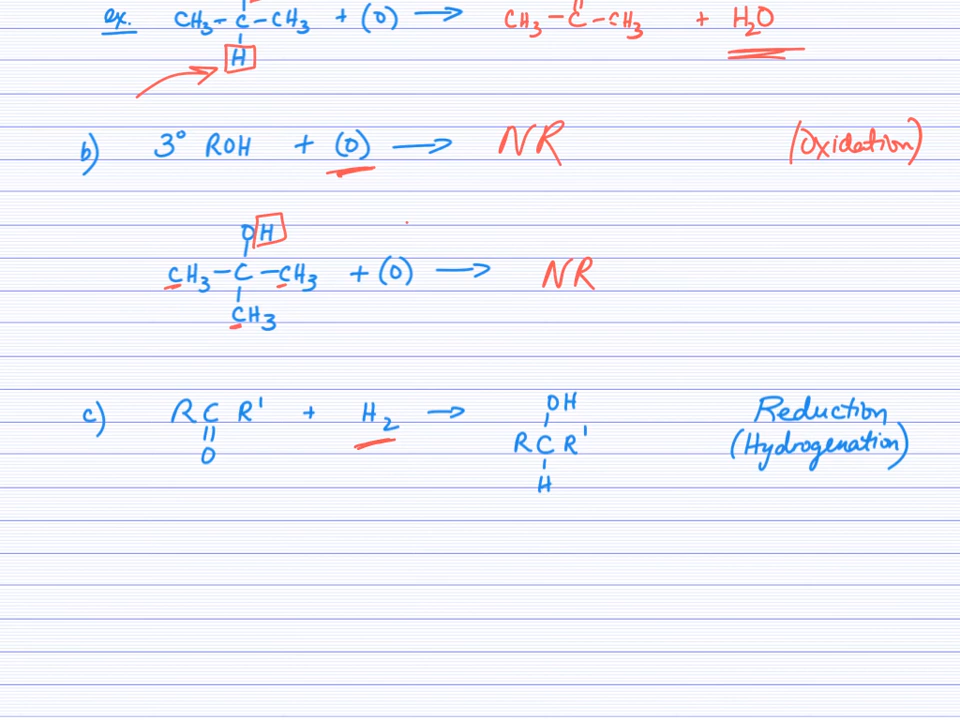 ex. CH3-C-CH3 + (O) → CH3-C-CH3 + H2O
H
b) 3° ROH + (O) → NR (Oxidation)
OH
CH3-C-CH3 + (O) → NR
CH3
c) RCR' + H2 → OH Reduction
O RCR' (Hydrogenation)
H